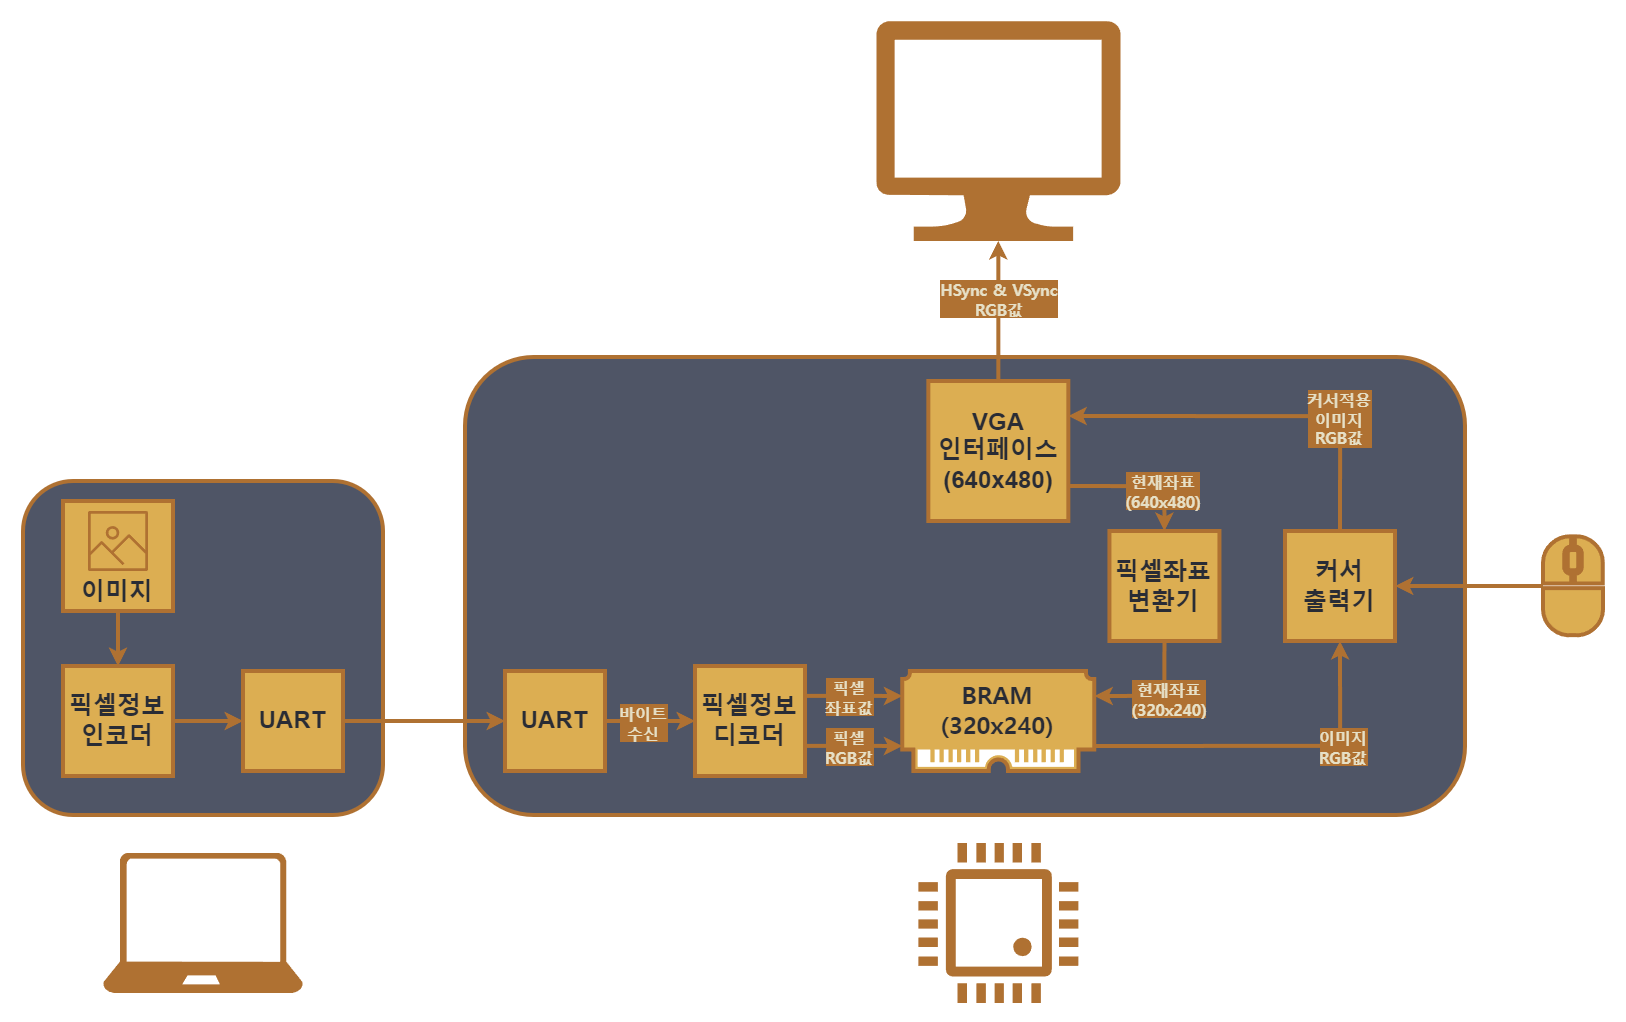 HSync & VSync
RGB값
VGA
인터페이스
(640x480)
커서적용
이미지
RGB값
현재좌표
(640x480)
이미지
픽셀좌표
변환기
커서
출력기
픽셀정보
인코더
UART
UART
바이트
수신
픽셀정보
디코더
픽셀
좌표값
픽셀
RGB값
BRAM
(320x240)
현재좌표
(320x240)
이미지
RGB값